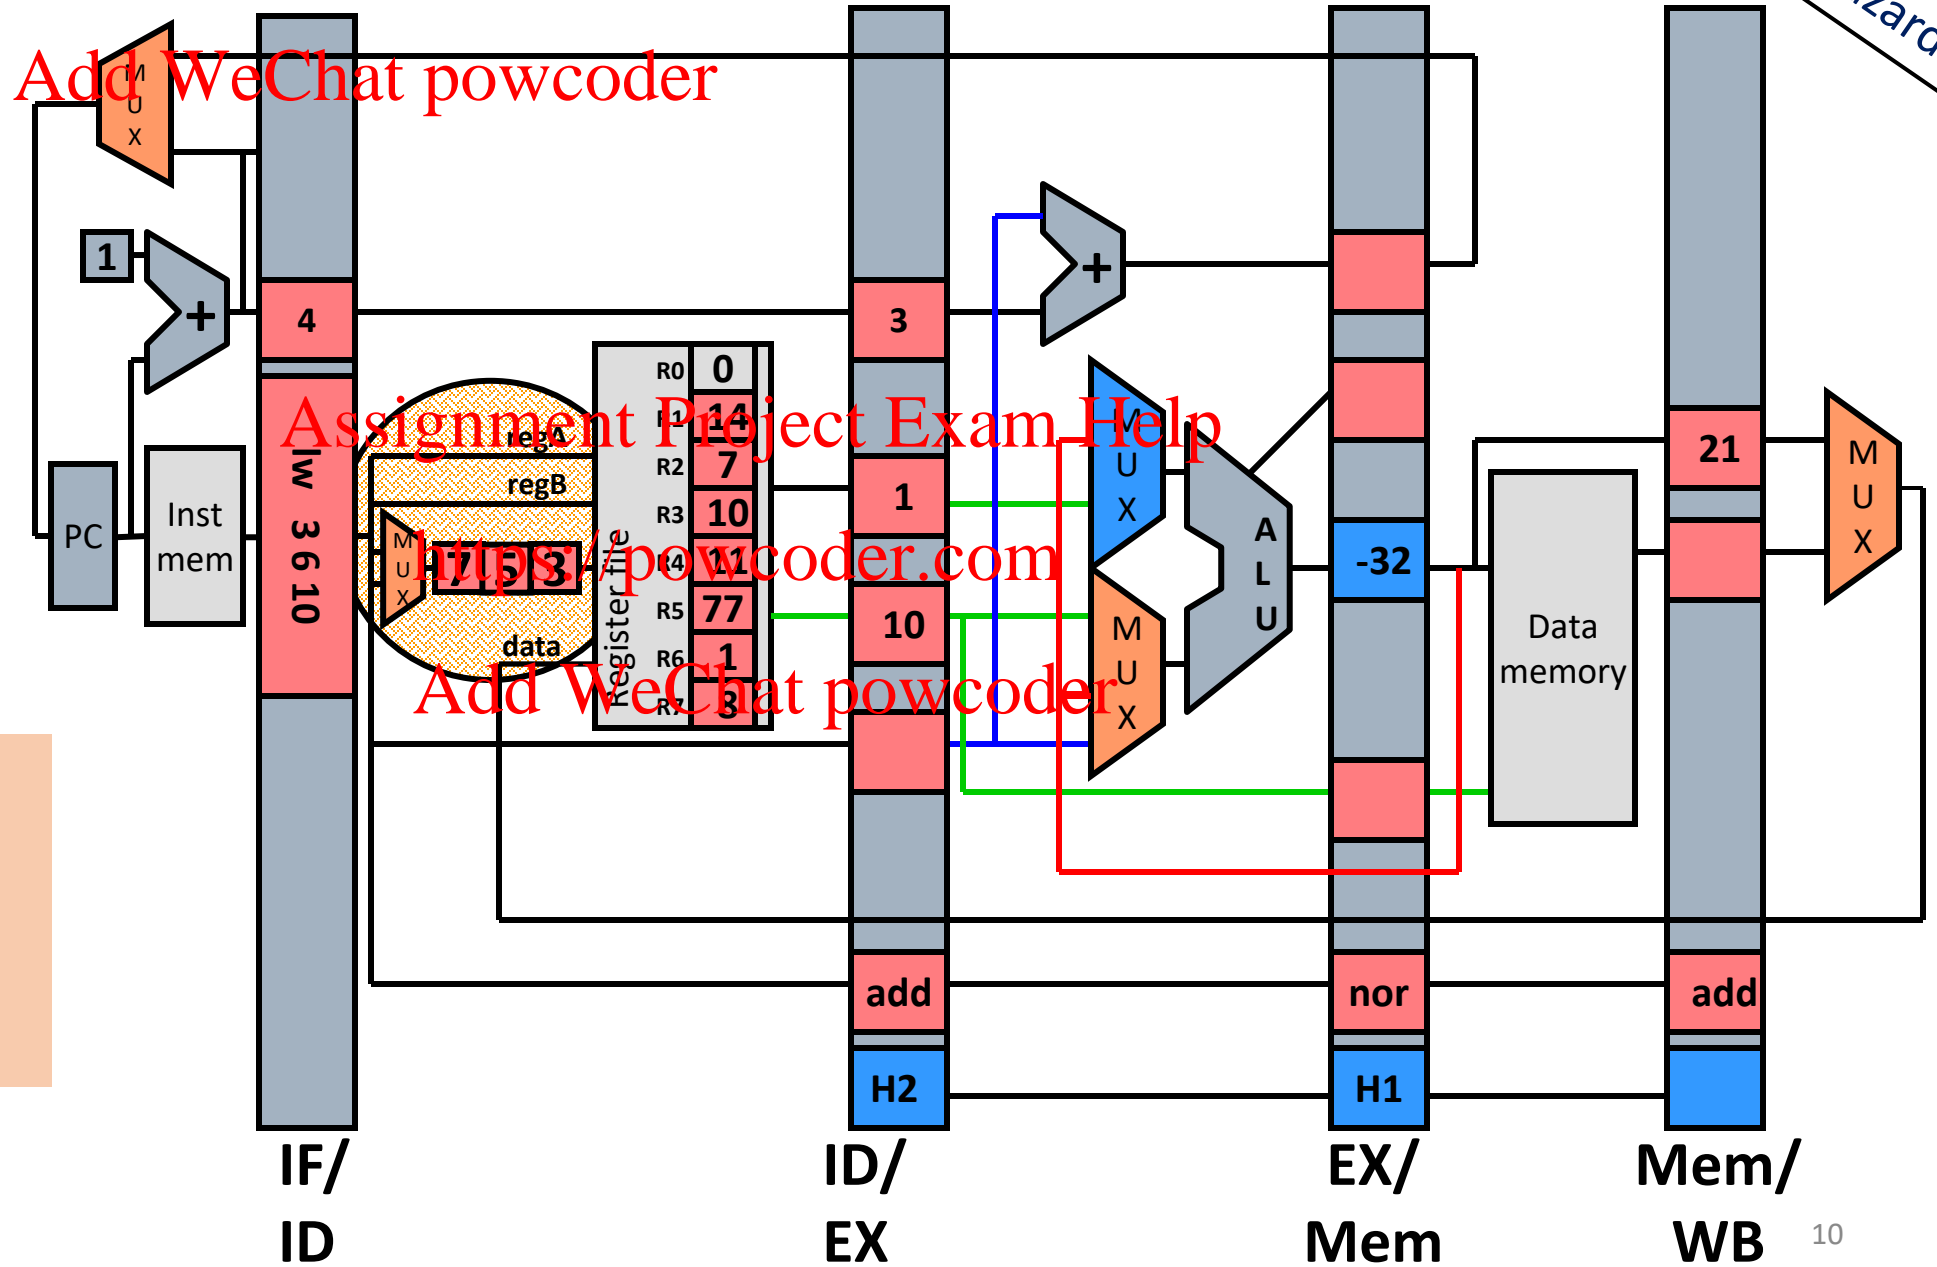 Add WeChat powcoder
M
U
X
1
+
4
3
+
R0 0
R1 14
R2 7
R3 10
R4 11
R5 77
R6 1
R7 8
Register file
regA
regB
data
Assignment Project Exam Help
https://powcoder.com
Add WeChat powcoder
PC
Inst
mem
lw 3 6 10
M
U
X
7 5 3
1
10
M
U
X
M
U
X
A
L
U
-32
Data
memory
21
M
U
X
add
nor
add
H2
H1
IF/
ID
ID/
EX
EX/
Mem
Mem/
WB
10